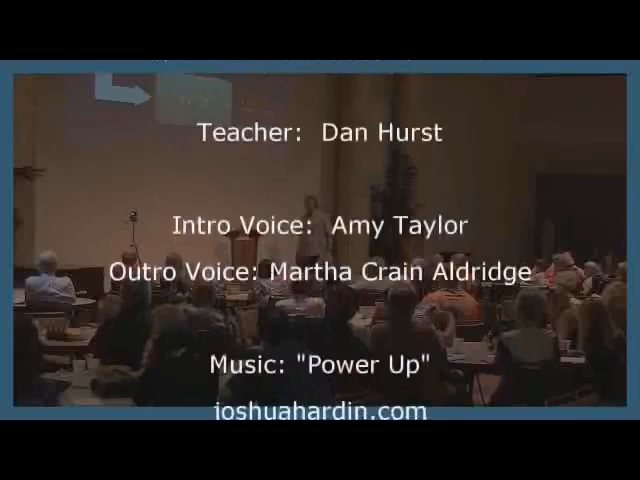 Teacher:  Dan Hurst
Intro Voice:  Amy Taylor
Outro Voice: Martha Crain Aldridge
Music: "Power Up"
joshuahardin.com